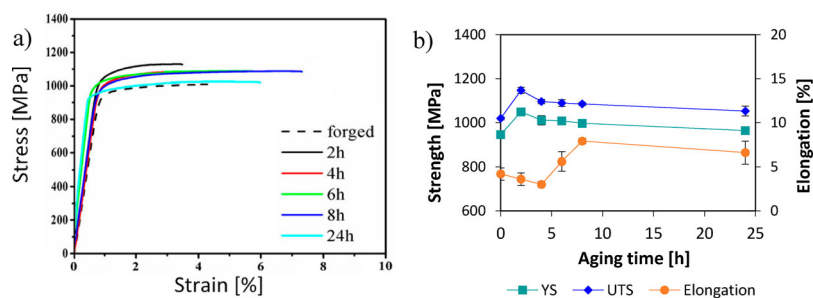 a)
Stress [MPa]
1400
1200
1000
800
600
400
200
0
0
2
4
6
8
10
Strain [%]
forged
2h
4h
6h
8h
24h
b)
Strength [MPa]
1400
1200
1000
800
600
20
15
10
5
0
Elongation [%]
0
5
10
15
20
25
Aging time [h]
YS
UTS
Elongation